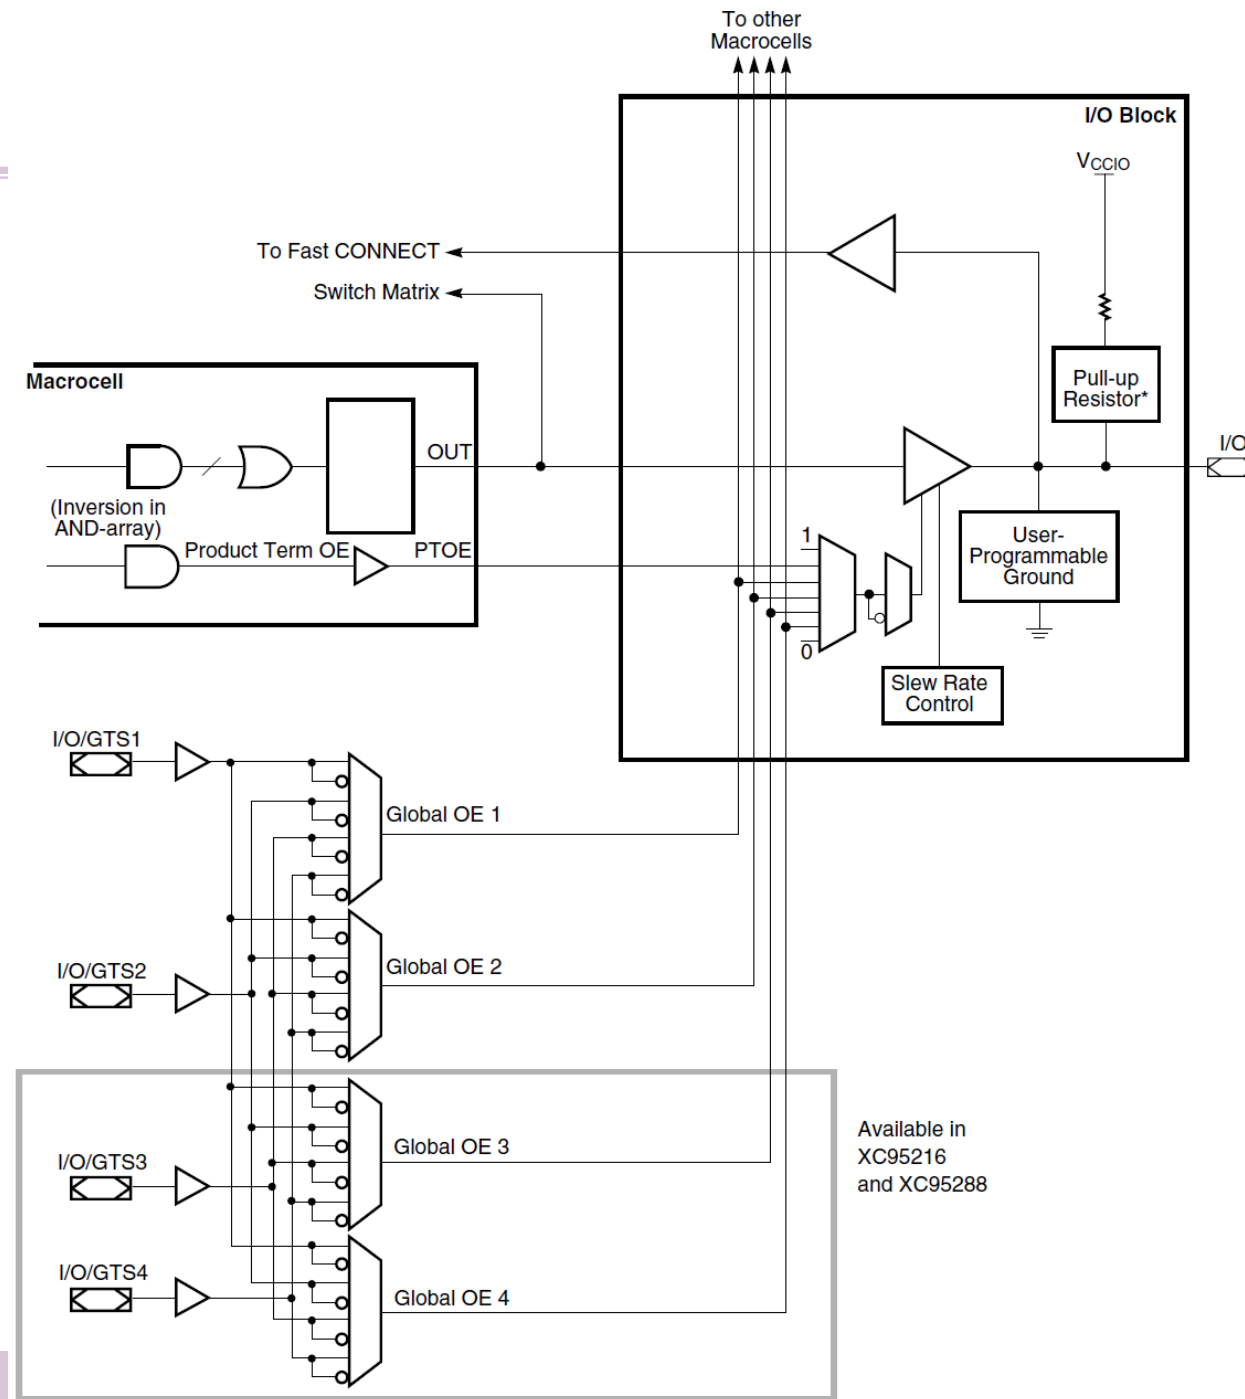 To other
Macrocells
I/O Block
VCCIO
To Fast CONNECT
Switch Matrix
Macrocell
Pull-up
Resistor*
OUT
I/O
(Inversion in
AND-array)
Product Term OE
PTOE
1
User-
Programmable
Ground
0
Slew Rate
Control
I/O/GTS1
Global OE 1
I/O/GTS2
Global OE 2
I/O/GTS3
Global OE 3
Available in
XC95216
and XC95288
I/O/GTS4
Global OE 4